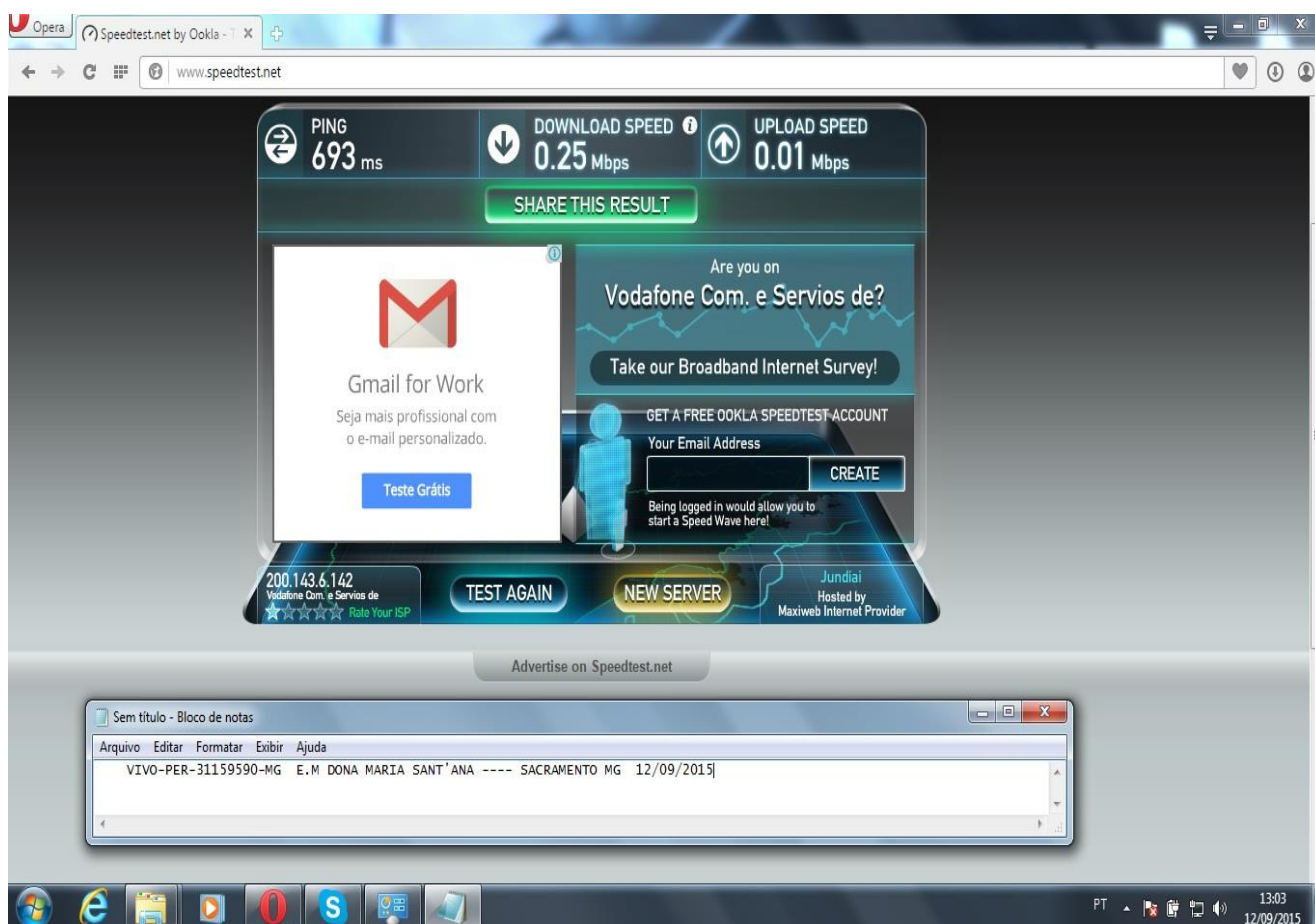 Opera
Speedtest.net by Ookla - T
www.speedtest.net
PING
693 ms
DOWNLOAD SPEED
0.25 Mbps
UPLOAD SPEED
0.01 Mbps
SHARE THIS RESULT
Gmail for Work
Seja mais profissional com
o e-mail personalizado.
Teste Grátis
Are you on
Vodafone Com. e Servios de?
Take our Broadband Internet Survey!
GET A FREE OOKLA SPEEDTEST ACCOUNT
Your Email Address
CREATE
Being logged in would allow you to
start a Speed Wave here!
200.143.6.142
Vodafone Com. e Servios de
Rate Your ISP
TEST AGAIN
NEW SERVER
Jundiai
Hosted by
Maxiweb Internet Provider
Advertise on Speedtest.net
Sem título - Bloco de notas
Arquivo Editar Formatar Exibir Ajuda
VIVO-PER-31159590-MG E.M DONA MARIA SANT'ANA ---- SACRAMENTO MG 12/09/2015
PT
13:03
12/09/2015